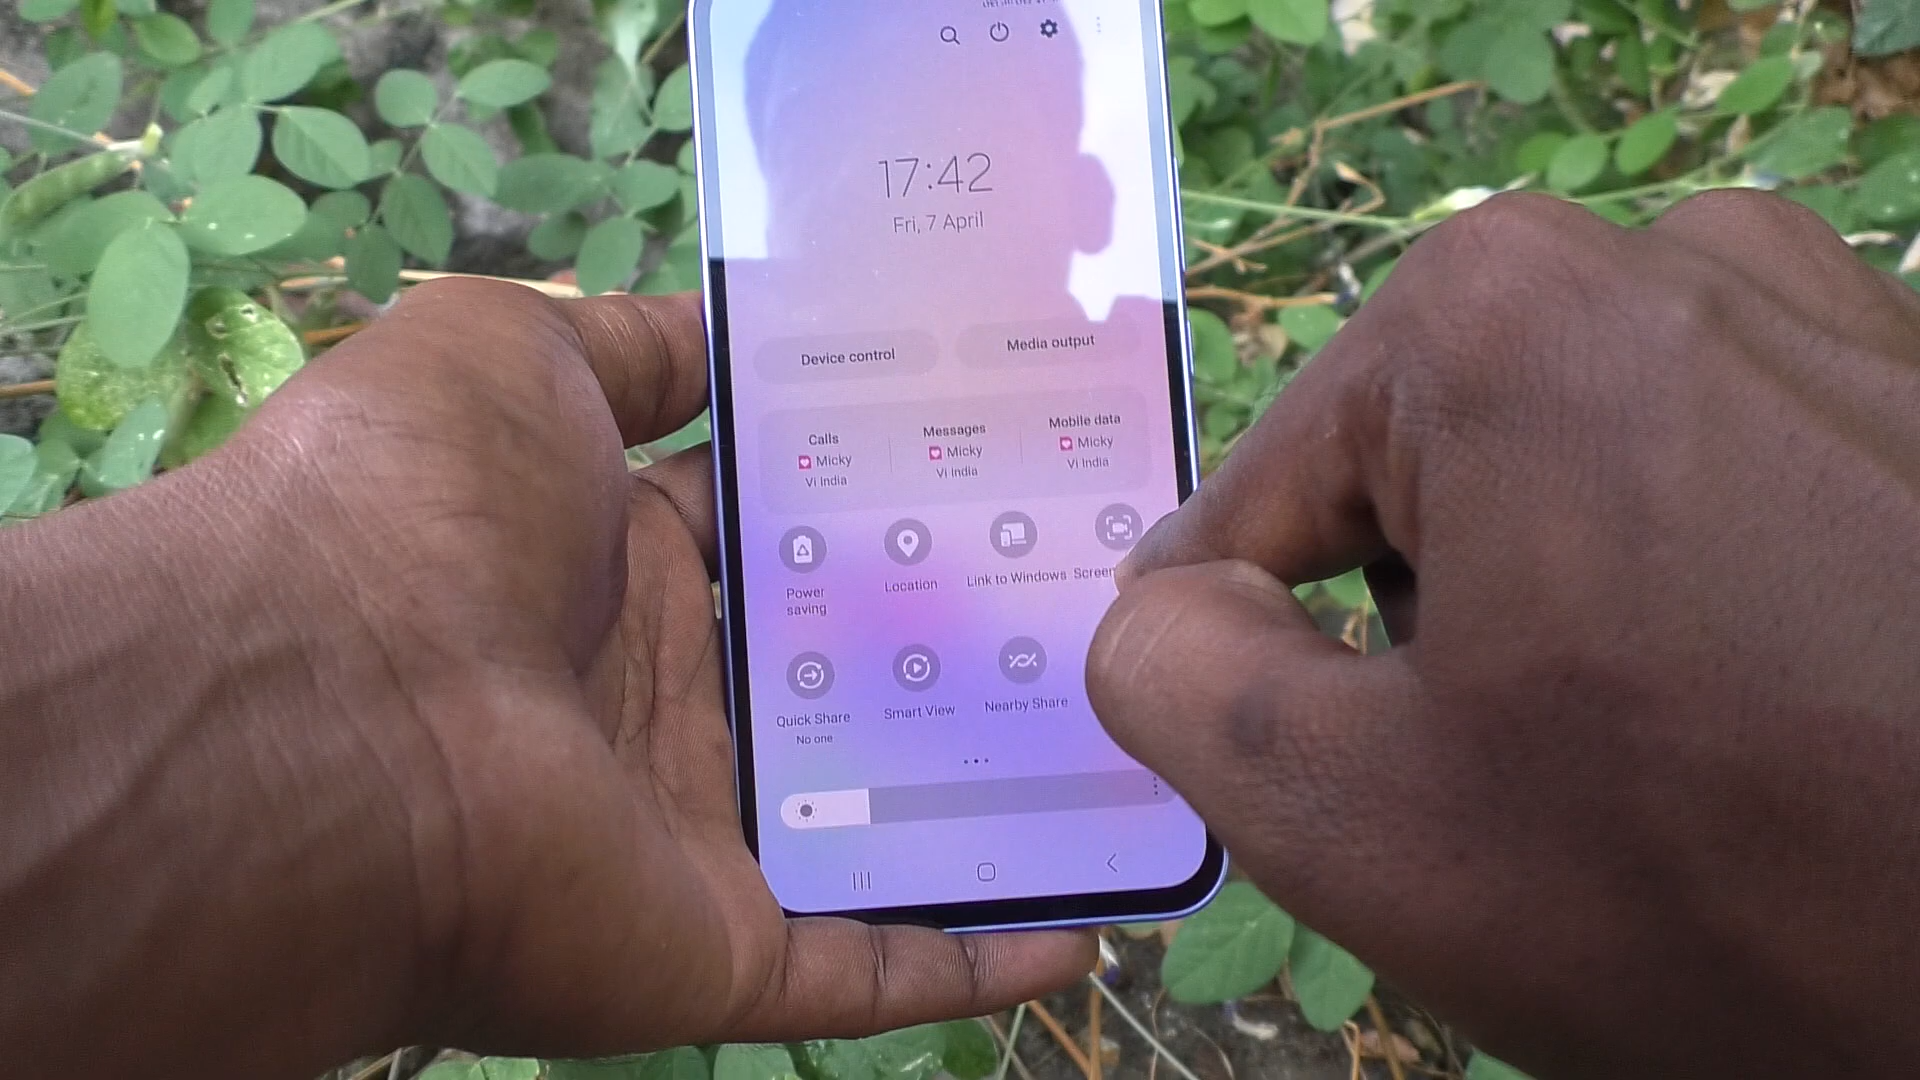 17:42
Fri, 7 April
Device control
Media output
Calls
Micky
Vi India
Messages
Micky
Vi India
Mobile data
Micky
Vi India
Power
saving
Location
Link to Windows
Screen
Quick Share
No one
Smart View
Nearby Share